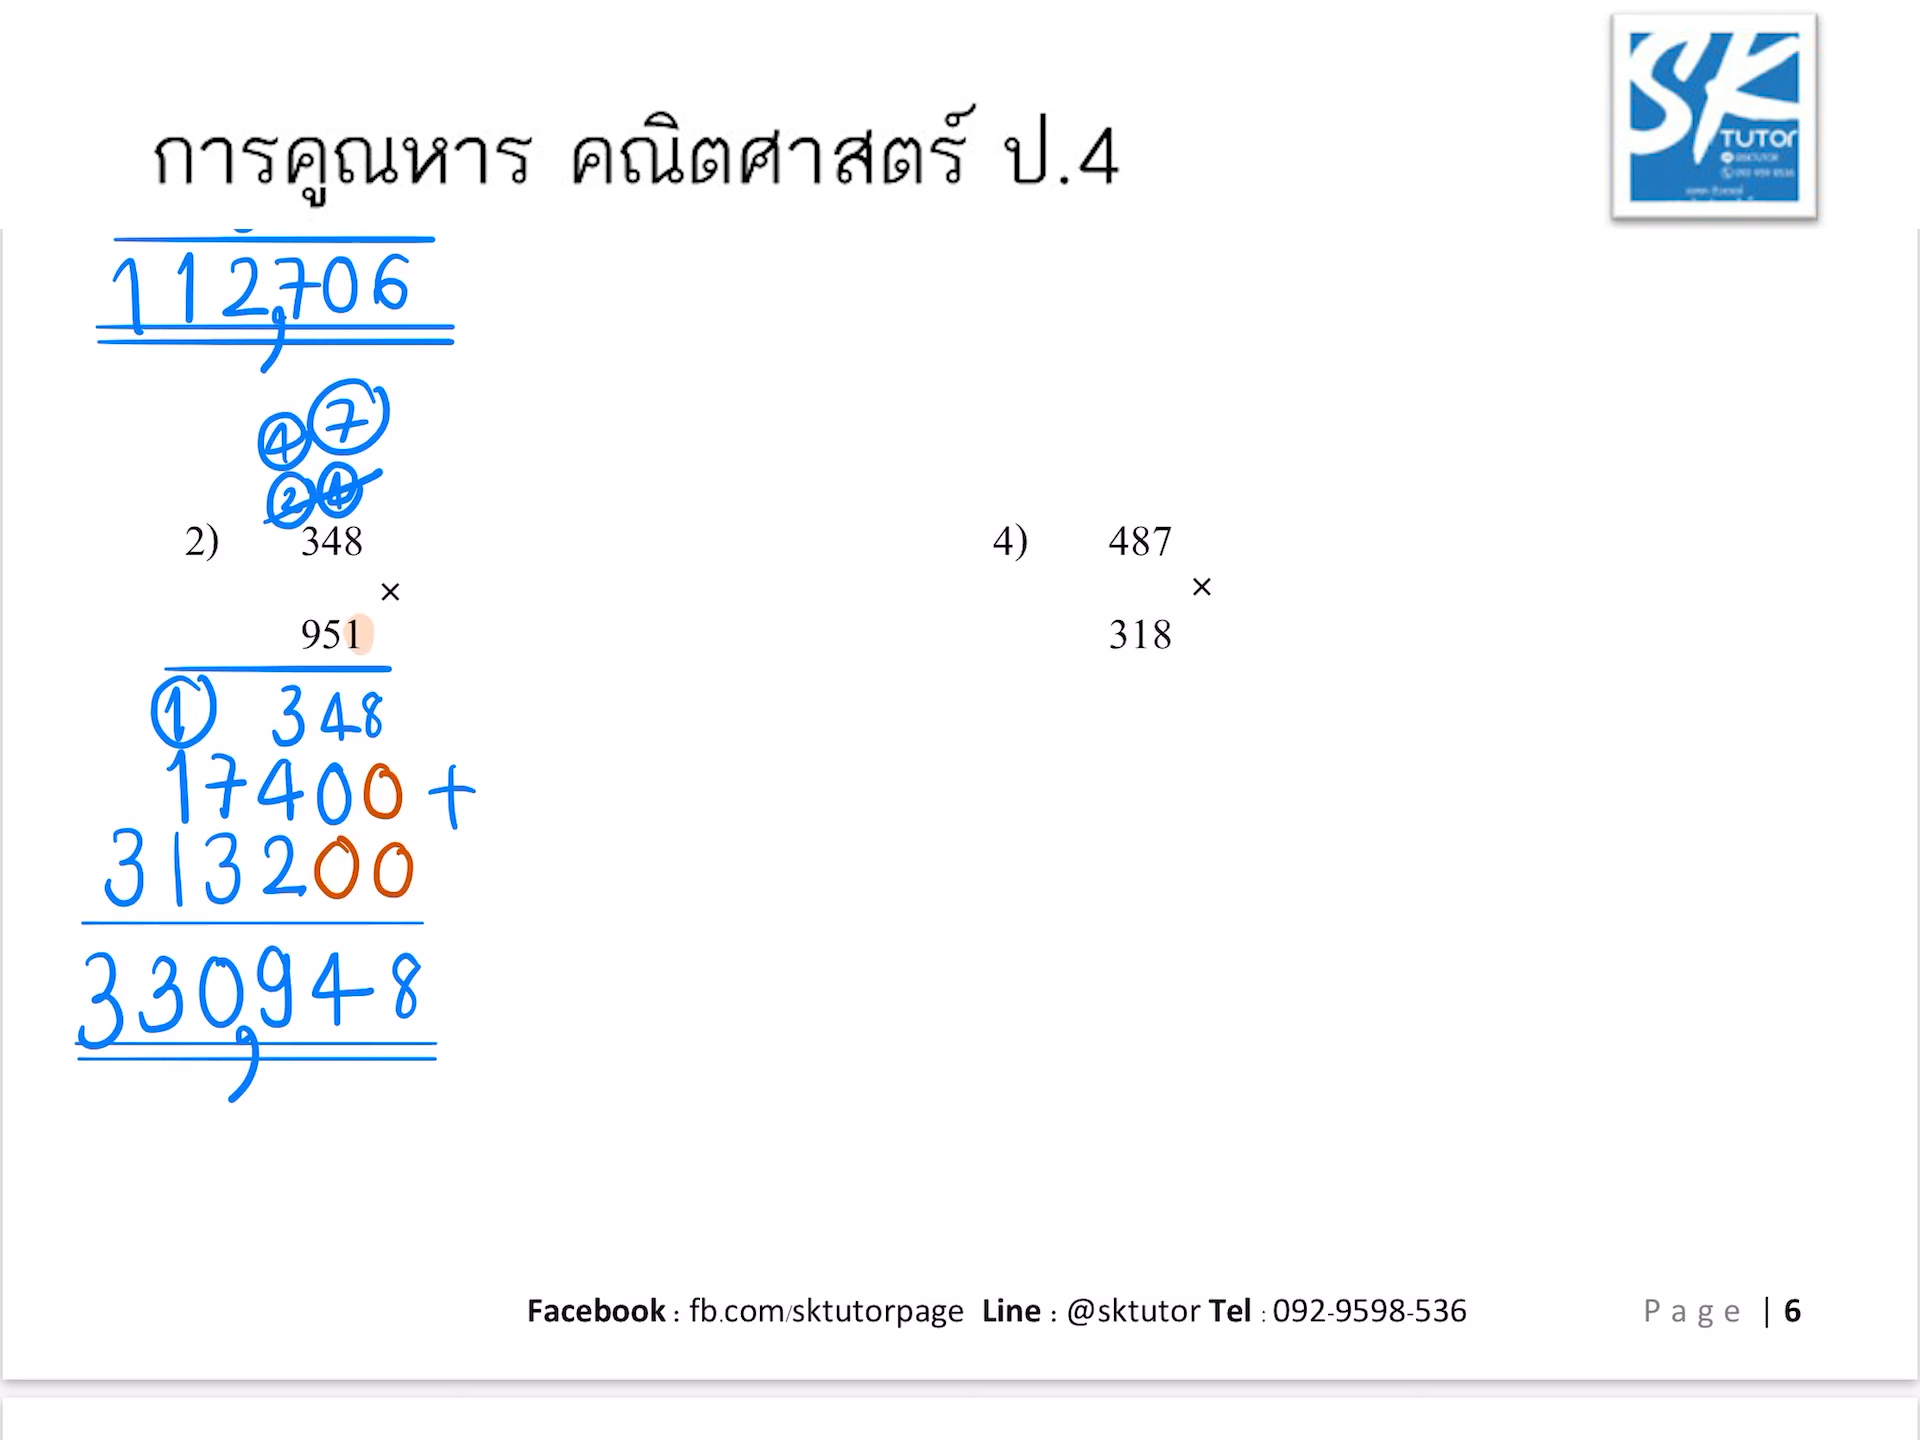 การคูณหาร คณิตศาสตร์ ป.4
SK
TUTOR
112,706
4 7
2 4
2) 348
×
951
1 348
17400 +
313200
330,948
4) 487
×
318
Facebook : fb.com/sktutorpage Line : @sktutor Tel : 092-9598-536
Page | 6